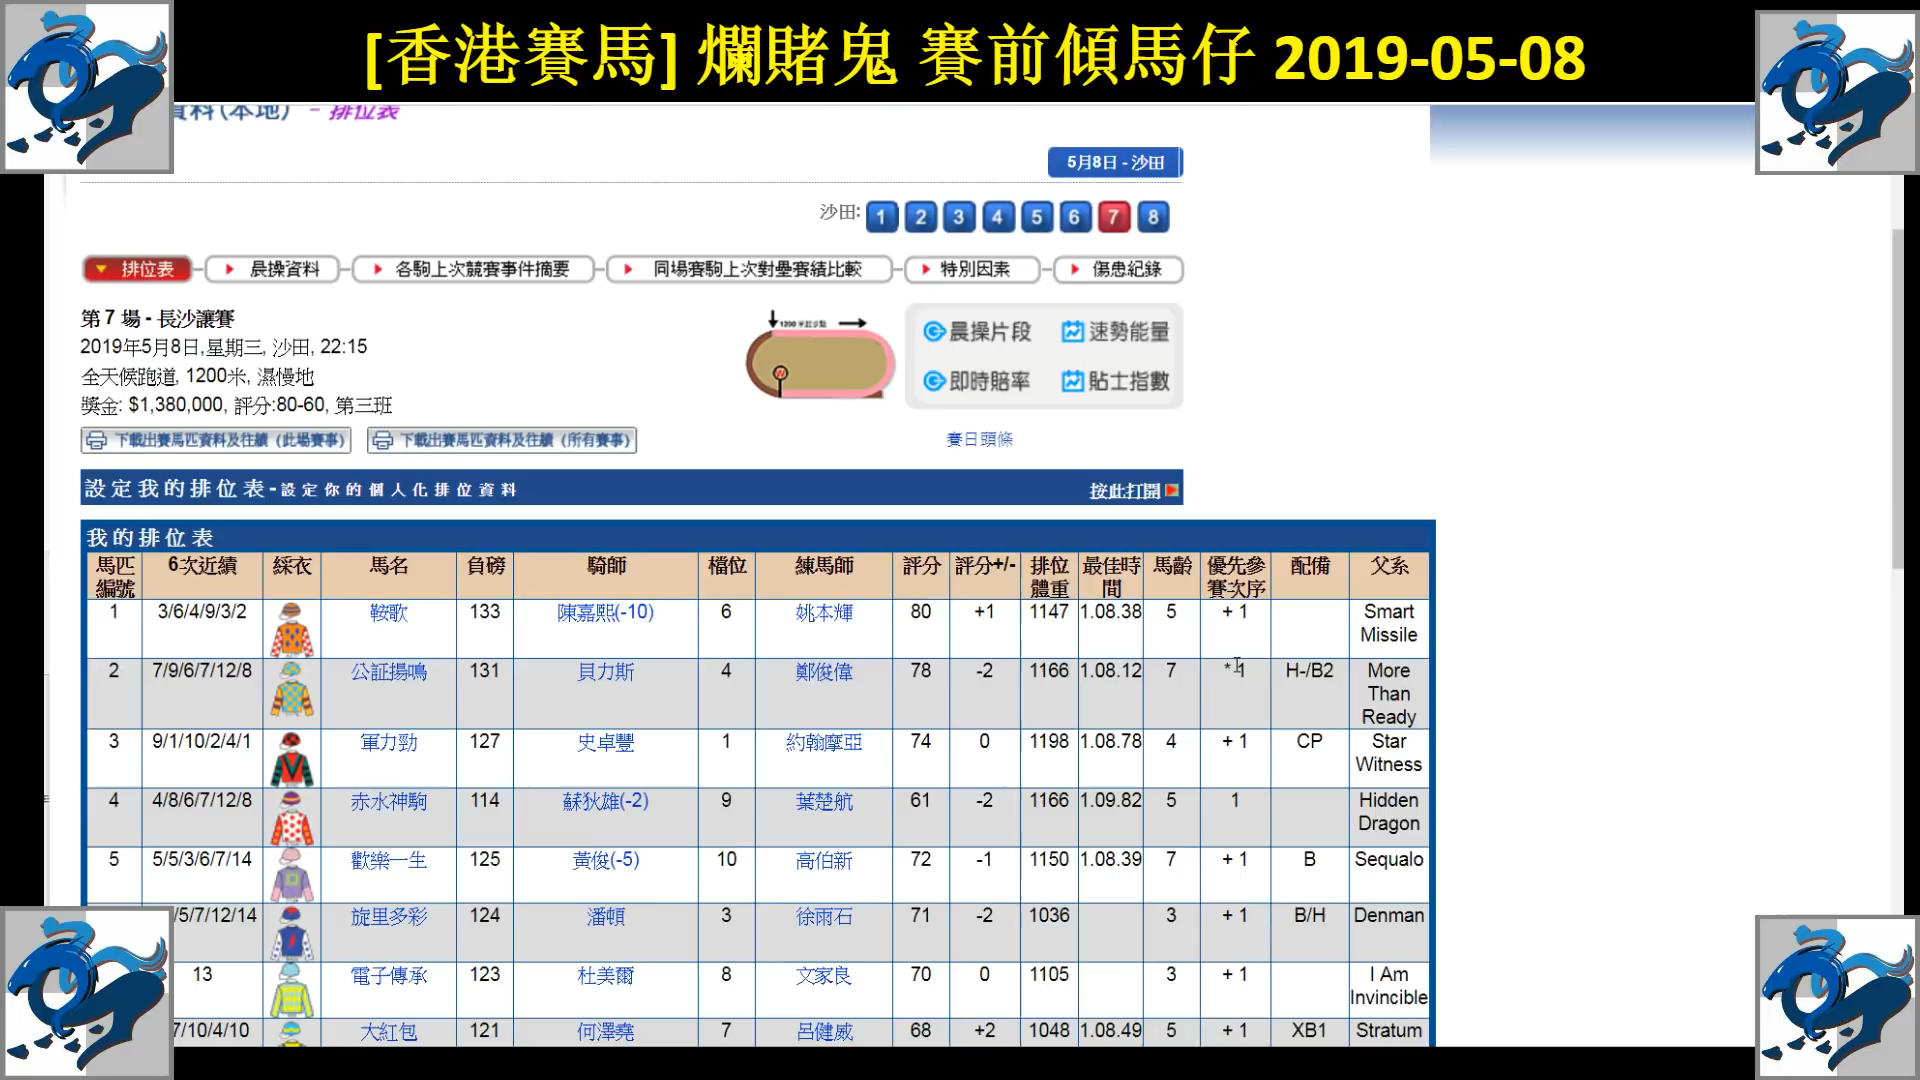 [香港賽馬] 爛賭鬼 賽前傾馬仔 2019-05-08
資料(本地) - 排位表
5月8日 - 沙田
沙田: 1 2 3 4 5 6 7 8
排位表 晨操資料 各駒上次競賽事件摘要 同場賽駒上次對壘賽績比較 特別因素 傷患紀錄
第 7 場 - 長沙讓賽
2019年5月8日,星期三, 沙田, 22:15
全天候跑道, 1200米, 濕慢地
獎金: $1,380,000, 評分:80-60, 第三班
晨操片段 速勢能量
即時賠率 貼士指數
下載出賽馬匹資料及往績 (此場賽事) 下載出賽馬匹資料及往績 (所有賽事) 賽日頭條
設定我的排位表-設定你的個人化排位資料 按此打開
我的排位表
馬匹編號 6次近績 綵衣 馬名 負磅 騎師 檔位 練馬師 評分 評分+/- 排位體重 最佳時間 馬齡 優先參賽次序 配備 父系
1 3/6/4/9/3/2 鞍歌 133 陳嘉熙(-10) 6 姚本輝 80 +1 1147 1.08.38 5 + 1 Smart Missile
2 7/9/6/7/12/8 公証揚鳴 131 貝力斯 4 鄭俊偉 78 -2 1166 1.08.12 7 * 1 H-/B2 More Than Ready
3 9/1/10/2/4/1 軍力勁 127 史卓豐 1 約翰摩亞 74 0 1198 1.08.78 4 + 1 CP Star Witness
4 4/8/6/7/12/8 赤水神駒 114 蘇狄雄(-2) 9 葉楚航 61 -2 1166 1.09.82 5 1 Hidden Dragon
5 5/5/3/6/7/14 歡樂一生 125 黃俊(-5) 10 高伯新 72 -1 1150 1.08.39 7 + 1 B Sequalo
/5/7/12/14 旋里多彩 124 潘頓 3 徐雨石 71 -2 1036 3 + 1 B/H Denman
13 電子傳承 123 杜美爾 8 文家良 70 0 1105 3 + 1 I Am Invincible
7/10/4/10 大紅包 121 何澤堯 7 呂健威 68 +2 1048 1.08.49 5 + 1 XB1 Stratum